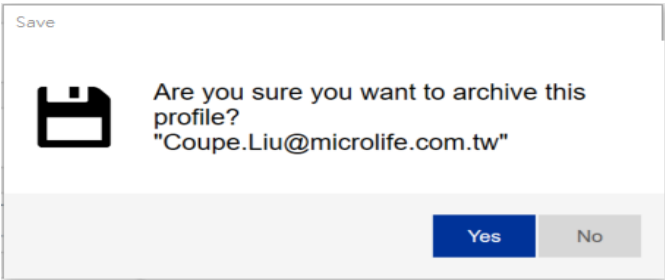 Save
Are you sure you want to archive this
profile?
"Coupe.Liu@microlife.com.tw"
Yes
No